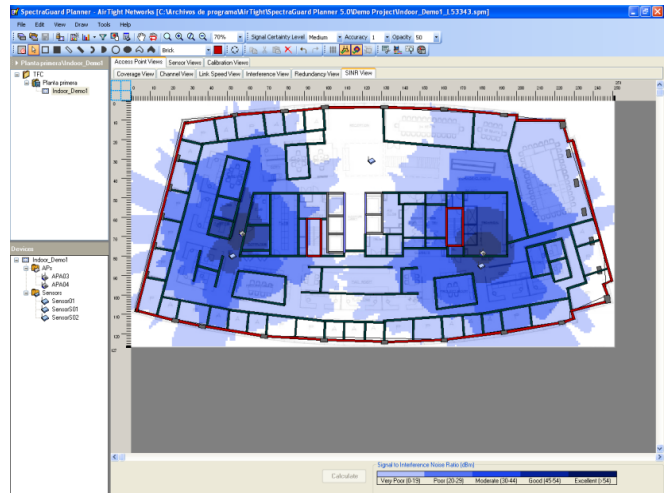 SpectraGuard Planner - AirTight Networks [C:\Archivos de programa\AirTight\SpectraGuard Planner 5.0\Demo Project\Indoor_Demo1_L53343.spm]
File Edit View Draw Tools Help
70% Signal Certainty Level Medium Accuracy 1 Opacity 50
Brick
Planta primera\Indoor_Demo1
Access Point Views Sensor Views Calibration Views
Coverage View Channel View Link Speed View Interference View Redundancy View SINR View
TFC
Planta primera
Indoor_Demo1
Devices
Indoor_Demo1
APs
APA03
APA04
Sensors
Sensor01
SensorS01
SensorS02
Calculate
Signal to Interference Noise Ratio (dBm)
Very Poor (0-19) Poor (20-29) Moderate (30-44) Good (45-54) Excellent (>54)